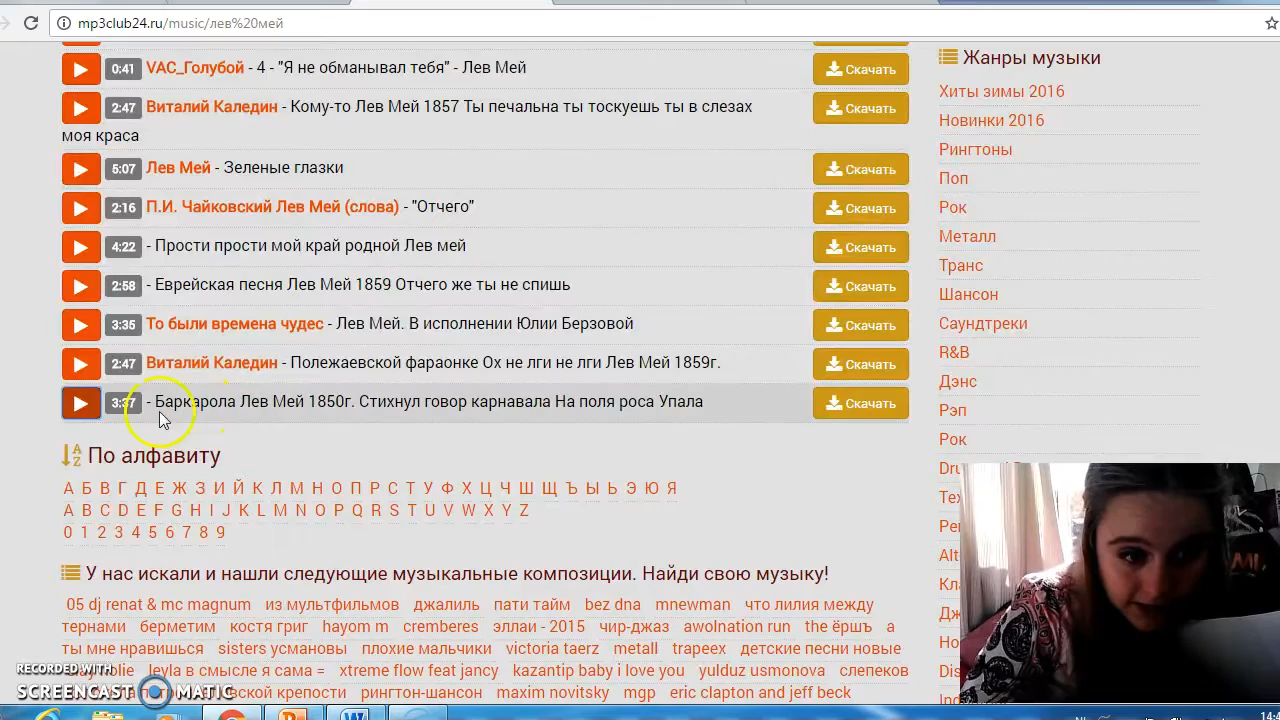 mp3club24.ru/music/лев%20мей
0:41 VAC_Голубой - 4 - "Я не обманывал тебя" - Лев Мей Скачать
2:47 Виталий Каледин - Кому-то Лев Мей 1857 Ты печальна ты тоскуешь ты в слезах Скачать
моя краса
5:07 Лев Мей - Зеленые глазки Скачать
2:16 П.И. Чайковский Лев Мей (слова) - "Отчего" Скачать
4:22 - Прости прости мой край родной Лев мей Скачать
2:58 - Еврейская песня Лев Мей 1859 Отчего же ты не спишь Скачать
3:35 То были времена чудес - Лев Мей. В исполнении Юлии Берзовой Скачать
2:47 Виталий Каледин - Полежаевской фараонке Ох не лги не лги Лев Мей 1859г. Скачать
3:37 - Баркарола Лев Мей 1850г. Стихнул говор карнавала На поля роса Упала Скачать
По алфавиту
А Б В Г Д Е Ж З И Й К Л М Н О П Р С Т У Ф Х Ц Ч Ш Щ Ъ Ы Ь Э Ю Я
A B C D E F G H I J K L M N O P Q R S T U V W X Y Z
0 1 2 3 4 5 6 7 8 9
У нас искали и нашли следующие музыкальные композиции. Найди свою музыку!
05 dj renat & mc magnum из мультфильмов джалиль пати тайм bez dna mnewman что лилия между
тернами берметим костя григ hayom m cremberes эллаи - 2015 чир-джаз awolnation run the ёршъ а
ты мне нравишься sisters усмановы плохие мальчики victoria taerz metall trapeex детские песни новые
leyla в смысле я сама = xtreme flow feat jancy kazantip baby i love you yulduz usmonova слепеков
крепости рингтон-шансон maxim novitsky mgp eric clapton and jeff beck
Жанры музыки
Хиты зимы 2016
Новинки 2016
Рингтоны
Поп
Рок
Металл
Транс
Шансон
Саундтреки
R&B
Дэнс
Рэп
Рок
RECORDED WITH
SCREENCAST MATIC